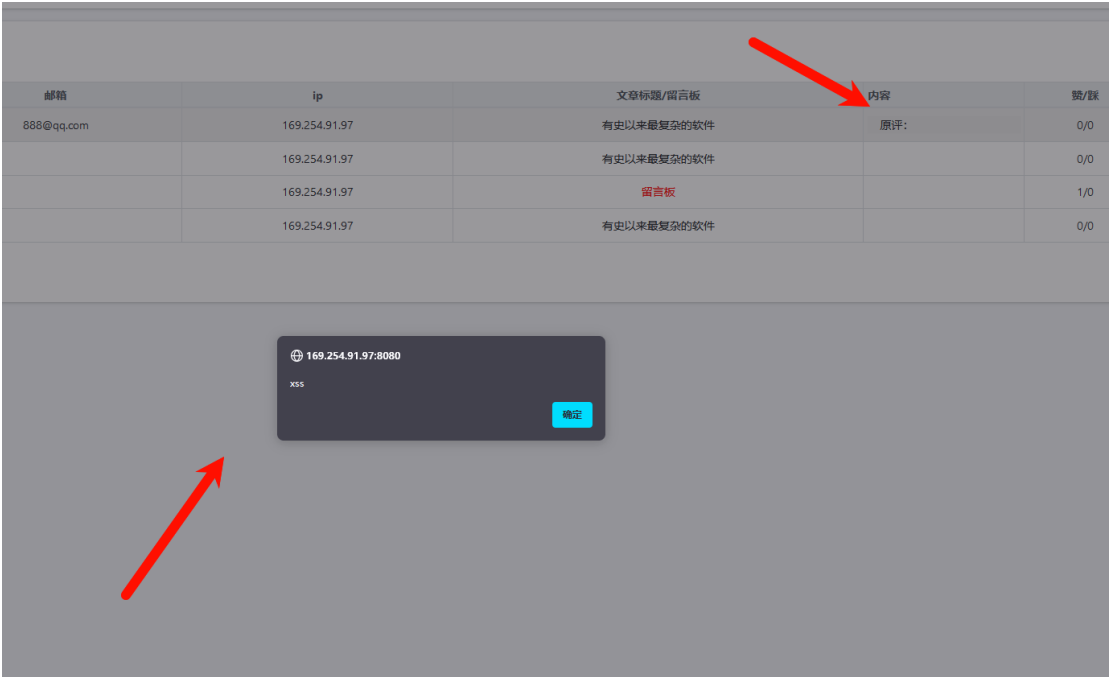 邮箱 ip 文章标题/留言板 内容 赞/踩
888@qq.com 169.254.91.97 有史以来最复杂的软件 原评： 0/0
169.254.91.97 有史以来最复杂的软件 0/0
169.254.91.97 留言板 1/0
169.254.91.97 有史以来最复杂的软件 0/0
169.254.91.97:8080
xss
确定